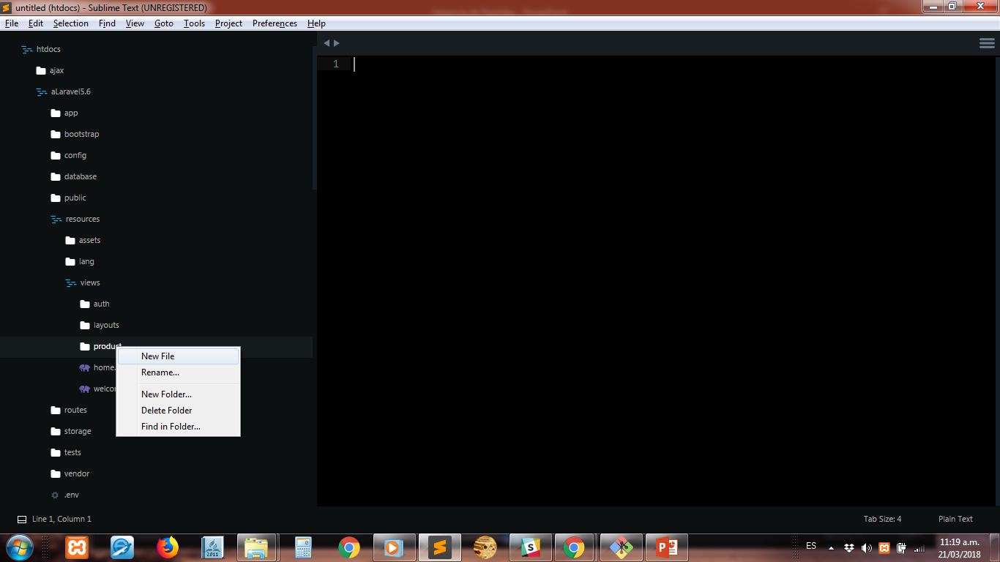 untitled (htdocs) - Sublime Text (UNREGISTERED)
File Edit Selection Find View Goto Tools Project Preferences Help
htdocs
ajax
aLaravel5.6
app
bootstrap
config
database
public
resources
assets
lang
views
auth
layouts
product
home.
welcom
routes
storage
tests
vendor
.env
New File
Rename...
New Folder...
Delete Folder
Find in Folder...
1
Line 1, Column 1
Tab Size: 4
Plain Text
2011
ES
11:19 a.m.
21/03/2018